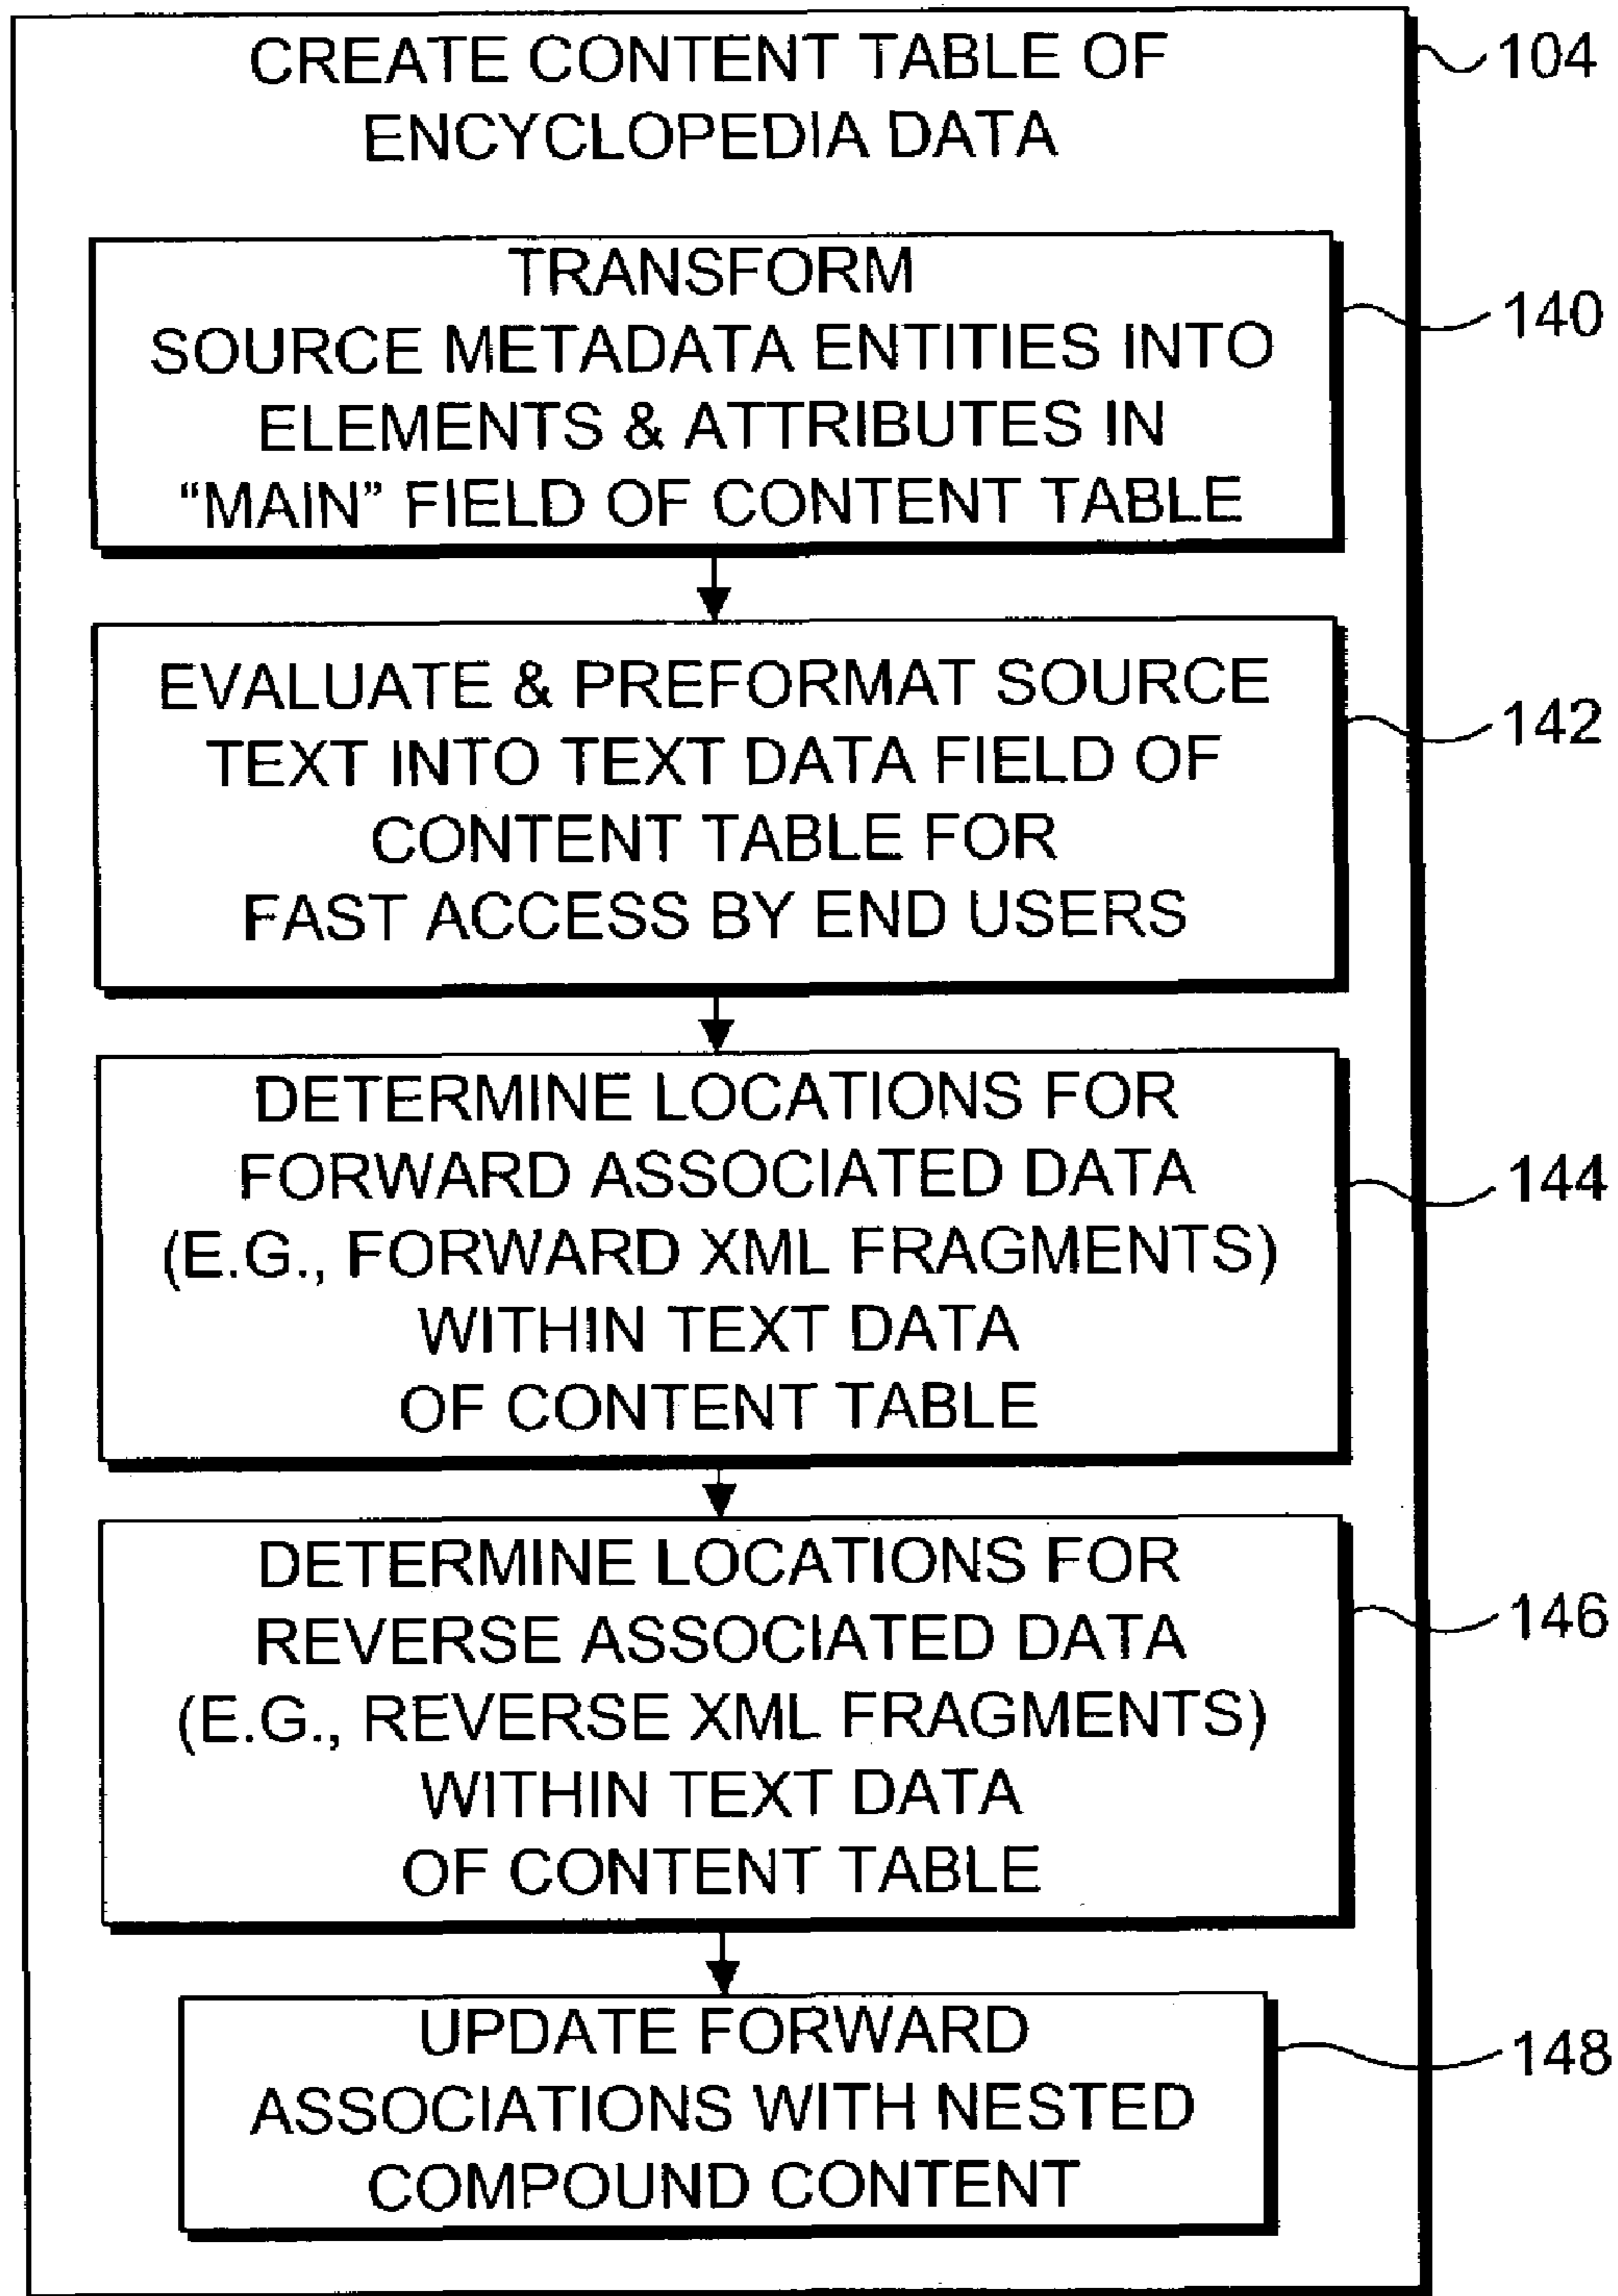 CREATE CONTENT TABLE OF
ENCYCLOPEDIA DATA
104
TRANSFORM
SOURCE METADATA ENTITIES INTO
ELEMENTS & ATTRIBUTES IN
“MAIN” FIELD OF CONTENT TABLE
140
EVALUATE & PREFORMAT SOURCE
TEXT INTO TEXT DATA FIELD OF
CONTENT TABLE FOR
FAST ACCESS BY END USERS
142
DETERMINE LOCATIONS FOR
FORWARD ASSOCIATED DATA
(E.G., FORWARD XML FRAGMENTS)
WITHIN TEXT DATA
OF CONTENT TABLE
144
DETERMINE LOCATIONS FOR
REVERSE ASSOCIATED DATA
(E.G., REVERSE XML FRAGMENTS)
WITHIN TEXT DATA
OF CONTENT TABLE
146
UPDATE FORWARD
ASSOCIATIONS WITH NESTED
COMPOUND CONTENT
148